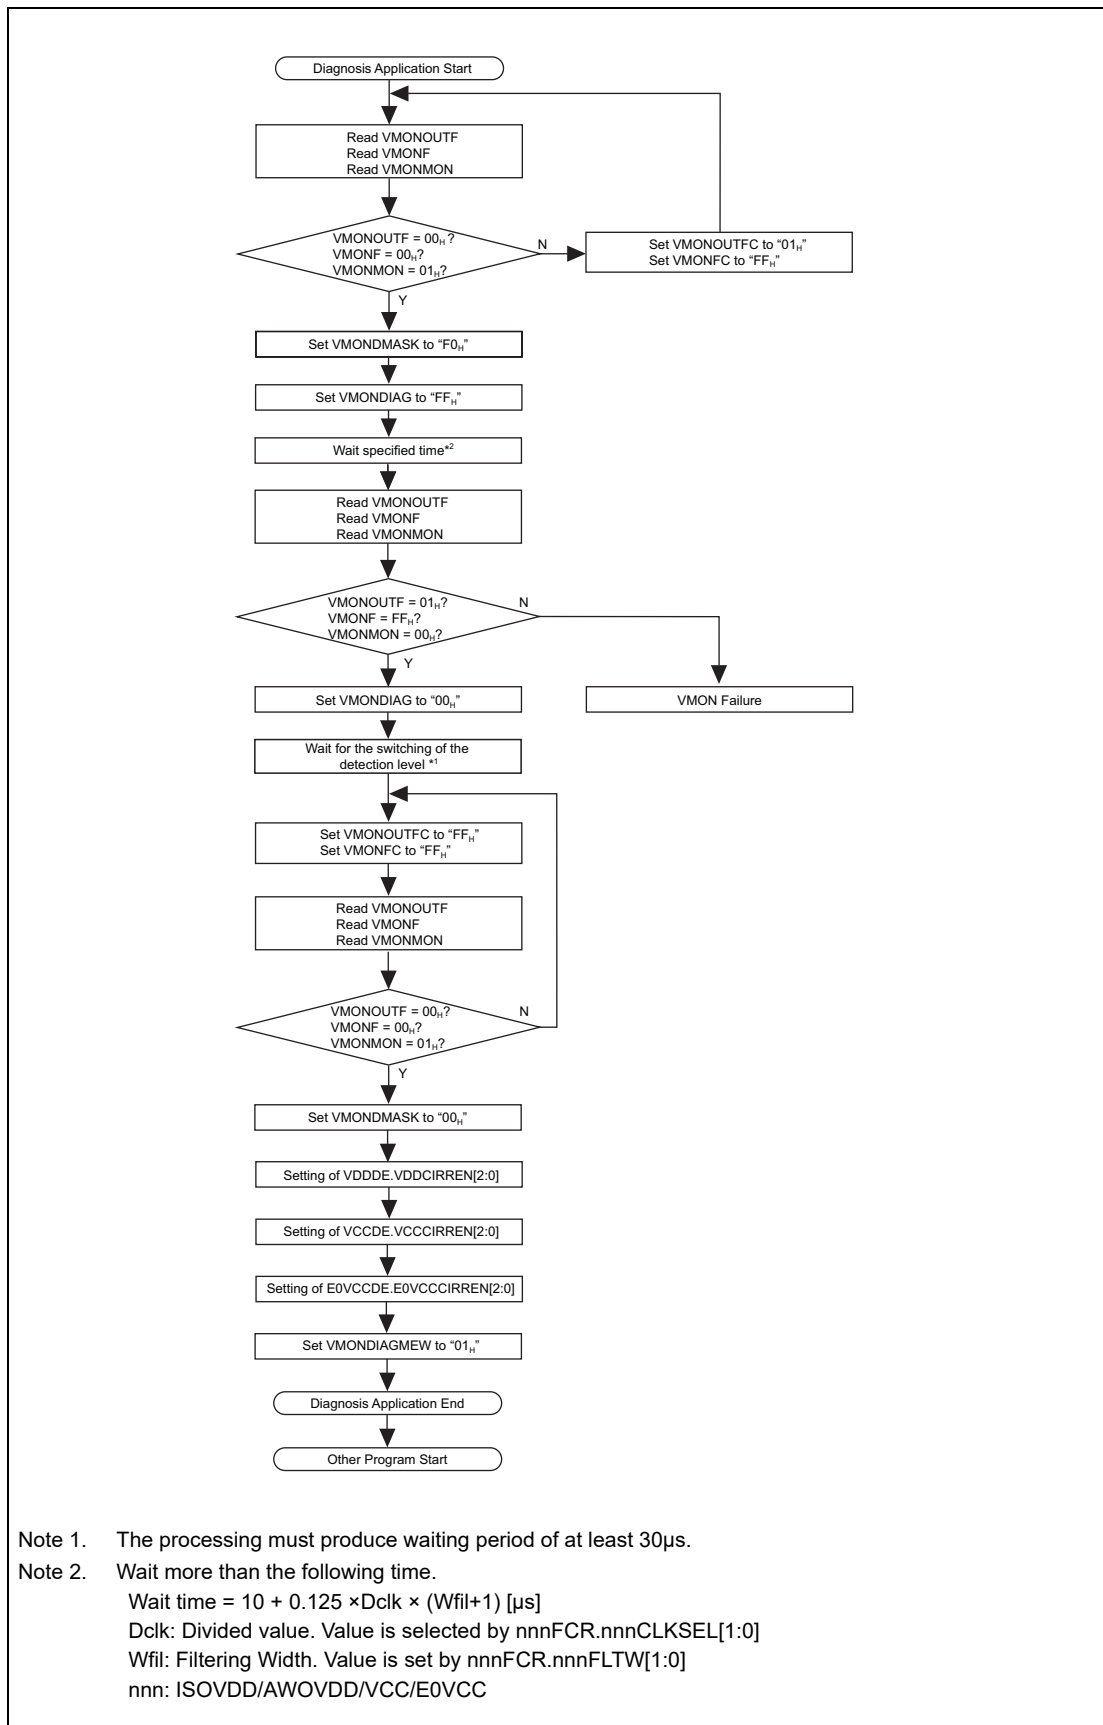 Diagnosis Application Start
Read VMONOUTF
Read VMONF
Read VMONMON
VMONOUTF = 00H?
VMONF = 00H?
VMONMON = 01H?
N
Set VMONOUTFC to “01H”
Set VMONFC to “FFH”
Y
Set VMONDMASK to “F0H”
Set VMONDIAG to “FFH”
Wait specified time*2
Read VMONOUTF
Read VMONF
Read VMONMON
VMONOUTF = 01H?
VMONF = FFH?
VMONMON = 00H?
N
Y
Set VMONDIAG to “00H”
VMON Failure
Wait for the switching of the
detection level *1
Set VMONOUTFC to “FFH”
Set VMONFC to “FFH”
Read VMONOUTF
Read VMONF
Read VMONMON
VMONOUTF = 00H?
VMONF = 00H?
VMONMON = 01H?
N
Y
Set VMONDMASK to “00H”
Setting of VDDDE.VDDCIRREN[2:0]
Setting of VCCDE.VCCCIRREN[2:0]
Setting of E0VCCDE.E0VCCCIRREN[2:0]
Set VMONDIAGMEW to “01H”
Diagnosis Application End
Other Program Start
Note 1. The processing must produce waiting period of at least 30µs.
Note 2. Wait more than the following time.
Wait time = 10 + 0.125 ×Dclk × (Wfil+1) [µs]
Dclk: Divided value. Value is selected by nnnFCR.nnnCLKSEL[1:0]
Wfil: Filtering Width. Value is set by nnnFCR.nnnFLTW[1:0]
nnn: ISOVDD/AWOVDD/VCC/E0VCC